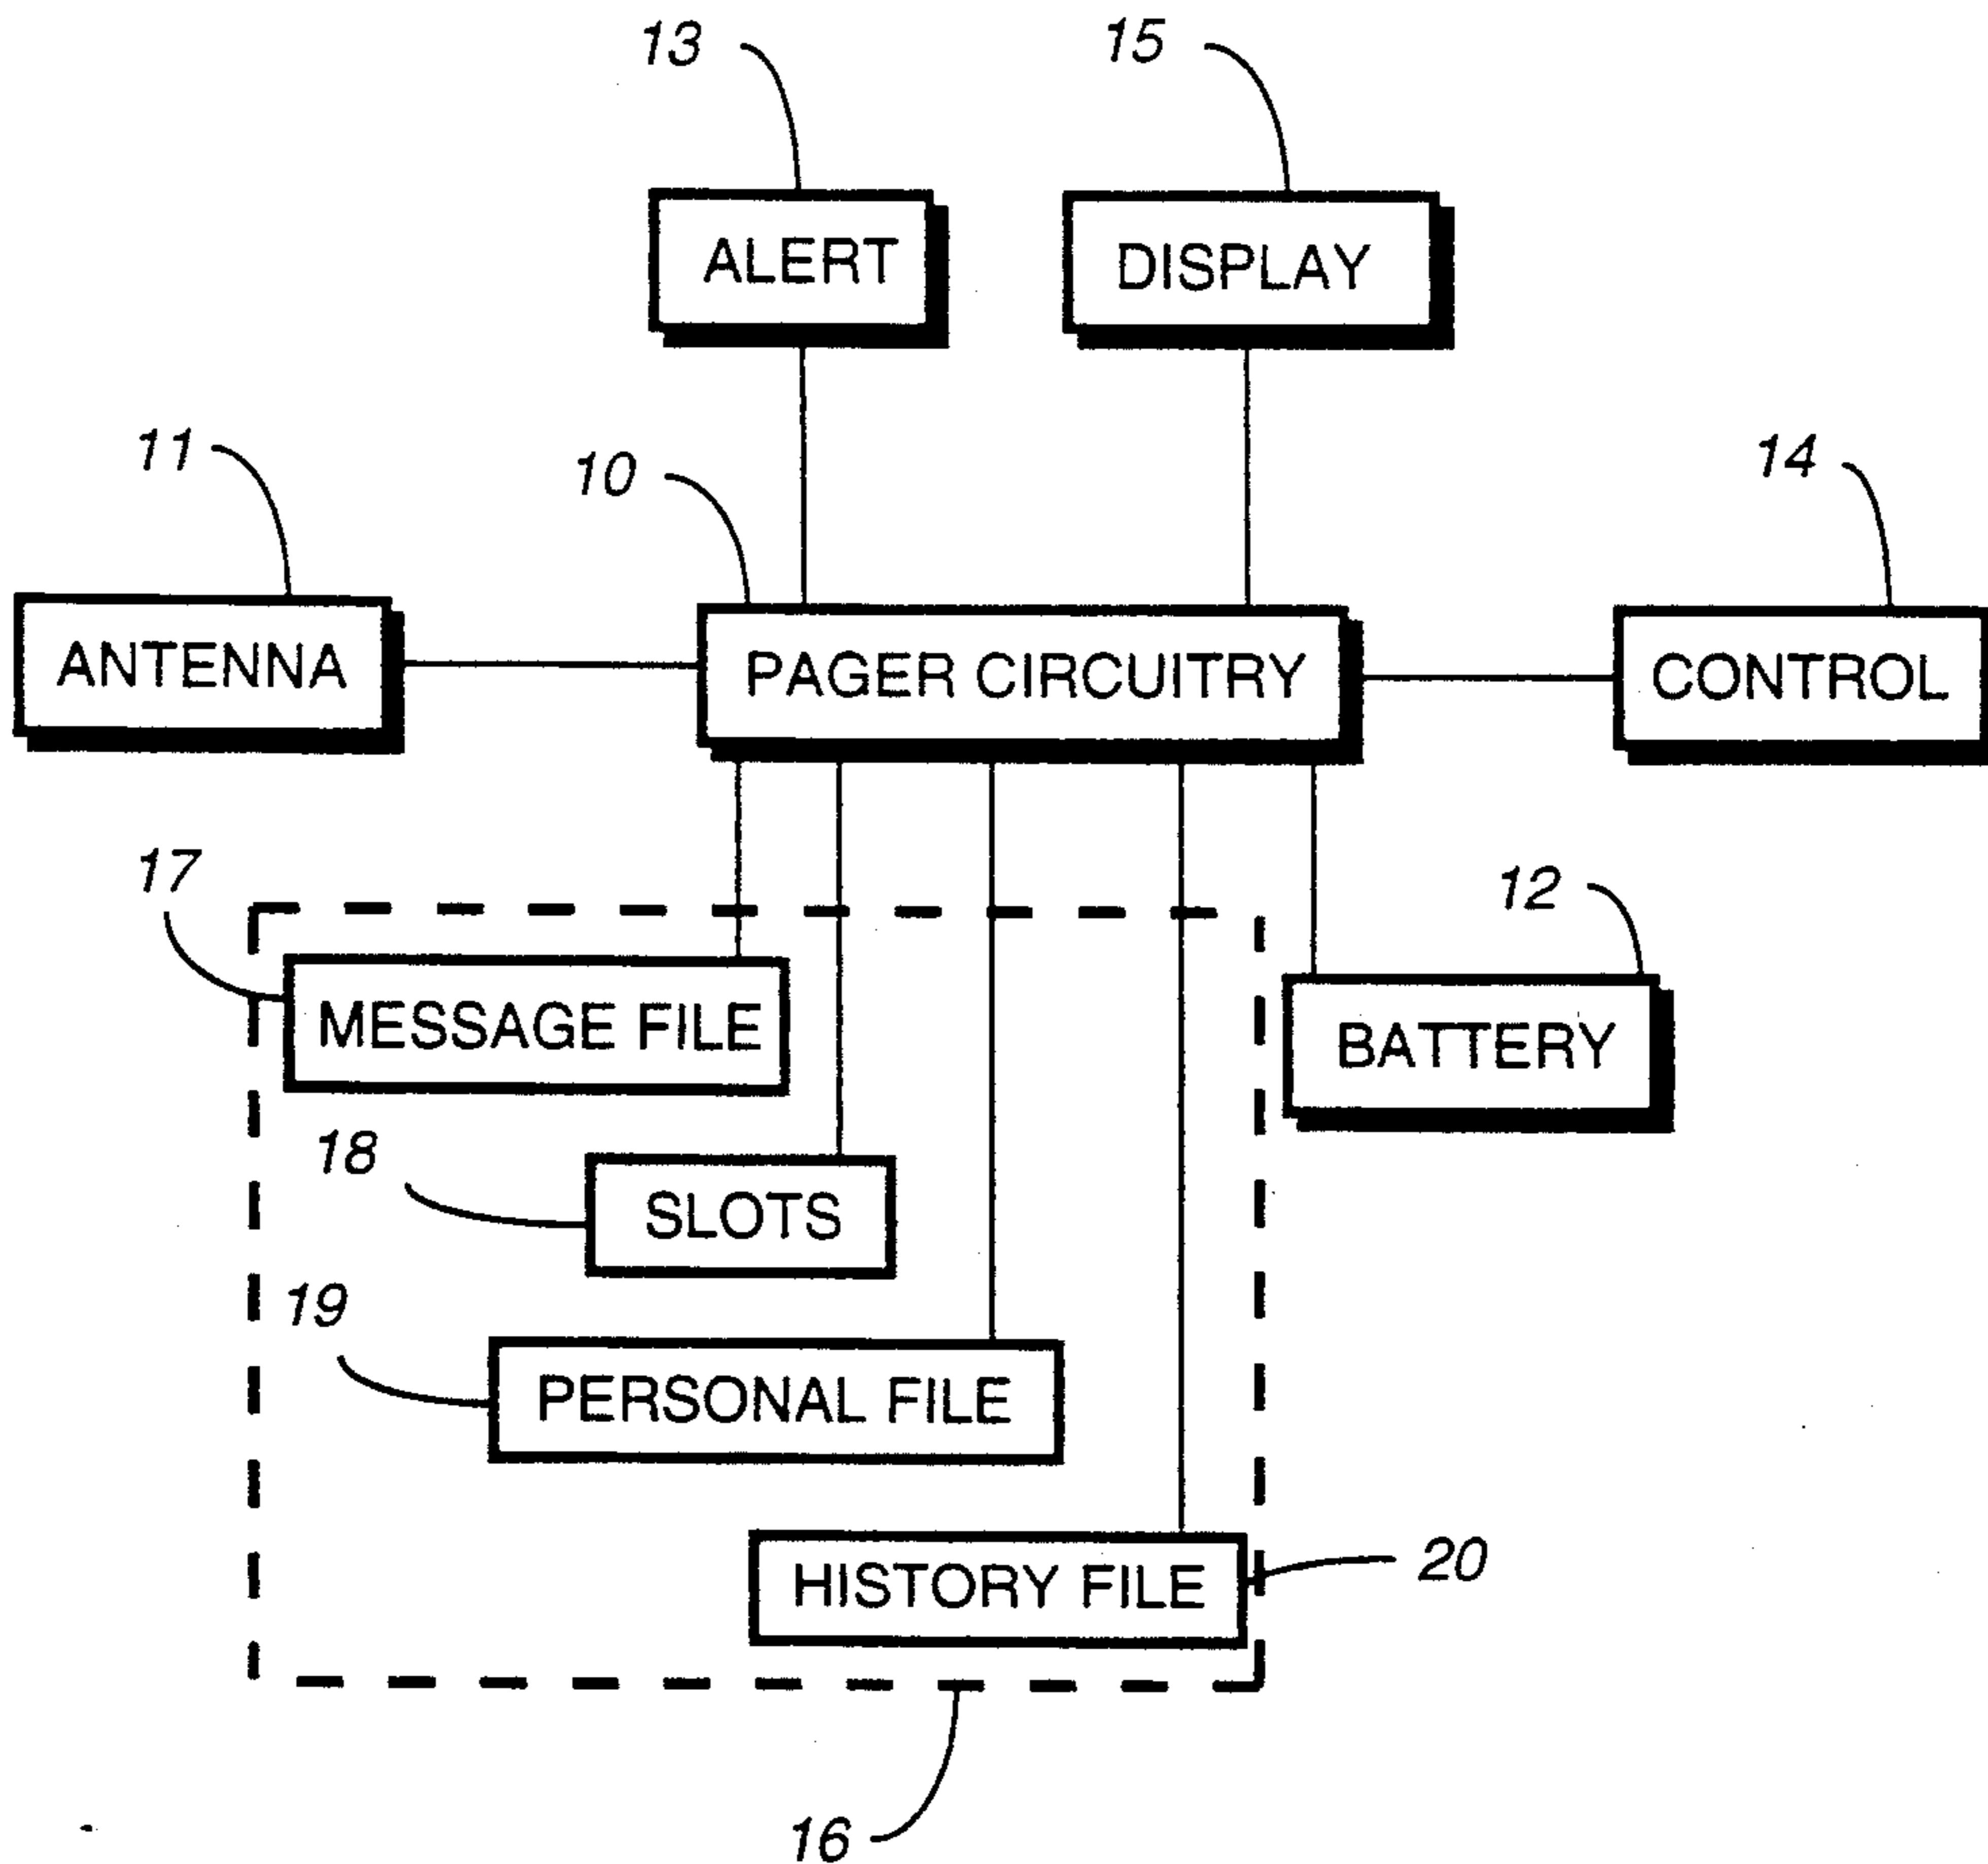 13
15
ALERT
DISPLAY
11
10
14
ANTENNA
PAGER CIRCUITRY
CONTROL
17
12
MESSAGE FILE
BATTERY
18
SLOTS
19
PERSONAL FILE
HISTORY FILE
20
16